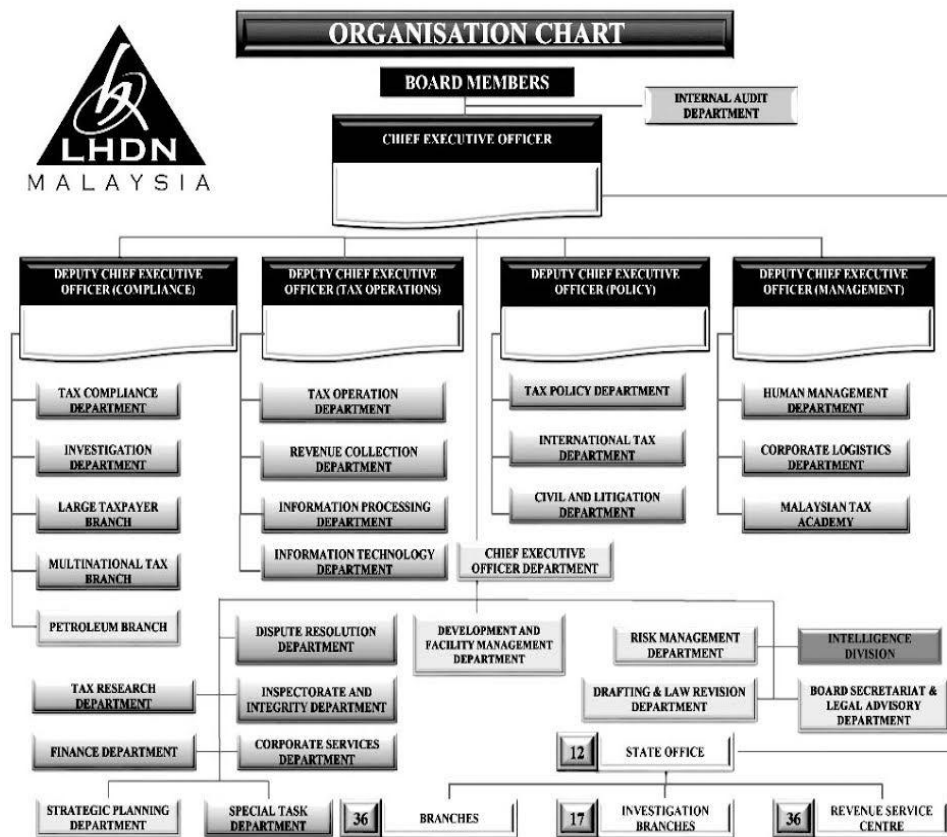 ORGANISATION CHART
LHDN
MALAYSIA
BOARD MEMBERS
INTERNAL AUDIT
DEPARTMENT
CHIEF EXECUTIVE OFFICER
DEPUTY CHIEF EXECUTIVE
OFFICER (COMPLIANCE)
DEPUTY CHIEF EXECUTIVE
OFFICER (TAX OPERATIONS)
DEPUTY CHIEF EXECUTIVE
OFFICER (POLICY)
DEPUTY CHIEF EXECUTIVE
OFFICER (MANAGEMENT)
TAX COMPLIANCE
DEPARTMENT
INVESTIGATION
DEPARTMENT
LARGE TAXPAYER
BRANCH
MULTINATIONAL TAX
BRANCH
PETROLEUM BRANCH
TAX OPERATION
DEPARTMENT
REVENUE COLLECTION
DEPARTMENT
INFORMATION PROCESSING
DEPARTMENT
INFORMATION TECHNOLOGY
DEPARTMENT
TAX POLICY DEPARTMENT
INTERNATIONAL TAX
DEPARTMENT
CIVIL AND LITIGATION
DEPARTMENT
HUMAN MANAGEMENT
DEPARTMENT
CORPORATE LOGISTICS
DEPARTMENT
MALAYSIAN TAX
ACADEMY
CHIEF EXECUTIVE
OFFICER DEPARTMENT
DISPUTE RESOLUTION
DEPARTMENT
DEVELOPMENT AND
FACILITY MANAGEMENT
DEPARTMENT
RISK MANAGEMENT
DEPARTMENT
INTELLIGENCE
DIVISION
TAX RESEARCH
DEPARTMENT
INSPECTORATE AND
INTEGRITY DEPARTMENT
DRAFTING & LAW REVISION
DEPARTMENT
BOARD SECRETARIAT &
LEGAL ADVISORY
DEPARTMENT
FINANCE DEPARTMENT
CORPORATE SERVICES
DEPARTMENT
12 STATE OFFICE
STRATEGIC PLANNING
DEPARTMENT
SPECIAL TASK
DEPARTMENT
36 BRANCHES
17 INVESTIGATION
BRANCHES
36 REVENUE SERVICE
CENTRE